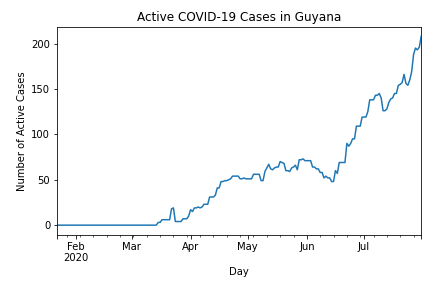 Active COVID-19 Cases in Guyana
Number of Active Cases
200
150
100
50
0
Feb Mar Apr May Jun Jul
2020
Day